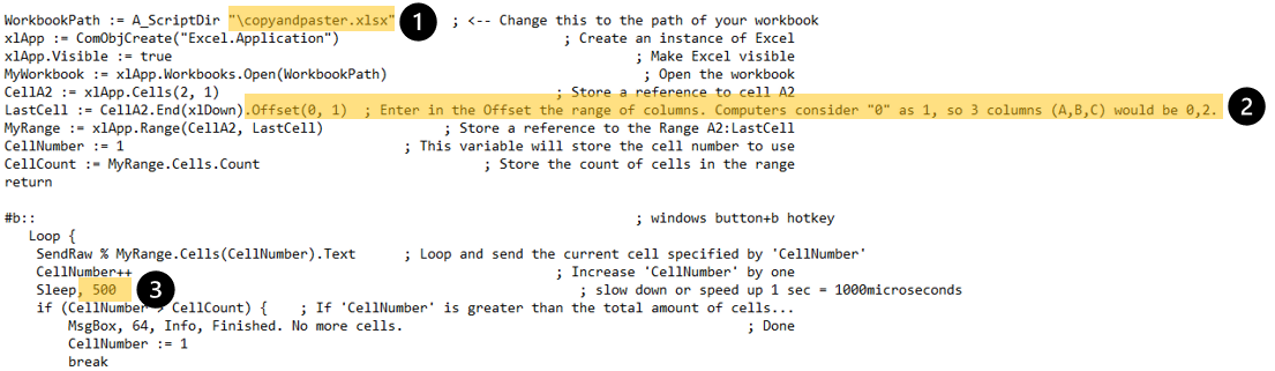 WorkbookPath := A_ScriptDir "\copyandpaster.xlsx" 1 ; <-- Change this to the path of your workbook
xlApp := ComObjCreate("Excel.Application") ; Create an instance of Excel
xlApp.Visible := true ; Make Excel visible
MyWorkbook := xlApp.Workbooks.Open(WorkbookPath) ; Open the workbook
CellA2 := xlApp.Cells(2, 1) ; Store a reference to cell A2
LastCell := CellA2.End(xlDown).Offset(0, 1) ; Enter in the Offset the range of columns. Computers consider "0" as 1, so 3 columns (A,B,C) would be 0,2. 2
MyRange := xlApp.Range(CellA2, LastCell) ; Store a reference to the Range A2:LastCell
CellNumber := 1 ; This variable will store the cell number to use
CellCount := MyRange.Cells.Count ; Store the count of cells in the range
return
#b:: ; windows button+b hotkey
Loop {
SendRaw % MyRange.Cells(CellNumber).Text ; Loop and send the current cell specified by 'CellNumber'
CellNumber++ ; Increase 'CellNumber' by one
Sleep, 500 3 ; slow down or speed up 1 sec = 1000microseconds
if (CellNumber > CellCount) { ; If 'CellNumber' is greater than the total amount of cells...
MsgBox, 64, Info, Finished. No more cells. ; Done
CellNumber := 1
break